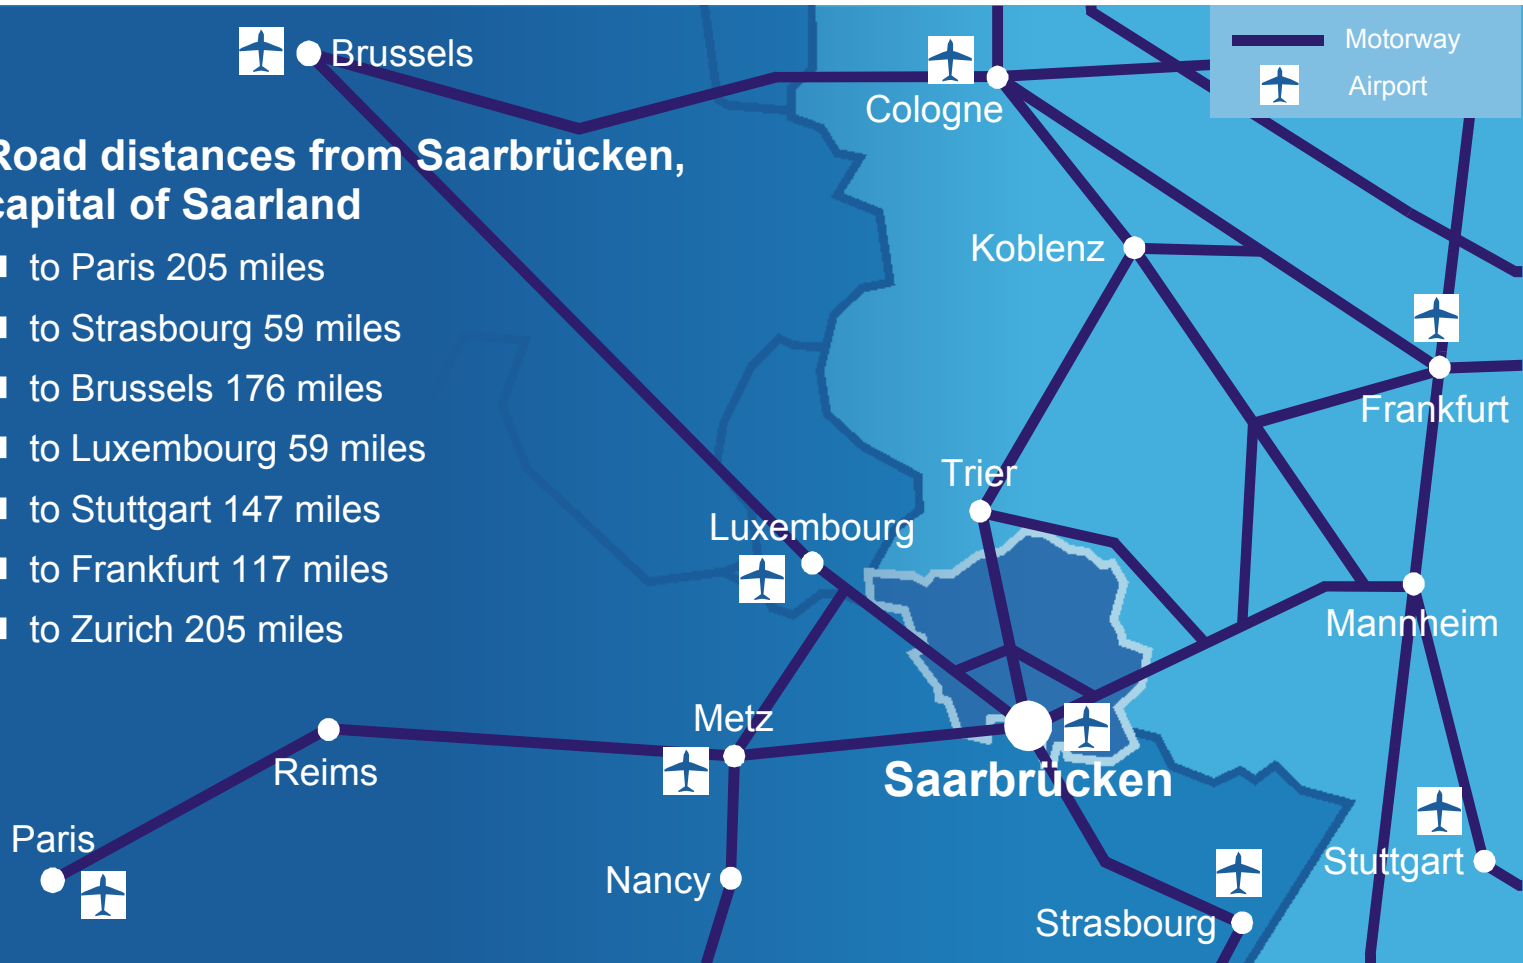 Motorway
Airport
Brussels
Cologne
Road distances from Saarbrücken,
capital of Saarland
to Paris 205 miles
to Strasbourg 59 miles
to Brussels 176 miles
to Luxembourg 59 miles
to Stuttgart 147 miles
to Frankfurt 117 miles
to Zurich 205 miles
Koblenz
Frankfurt
Trier
Luxembourg
Mannheim
Metz
Reims
Saarbrücken
Paris
Nancy
Stuttgart
Strasbourg